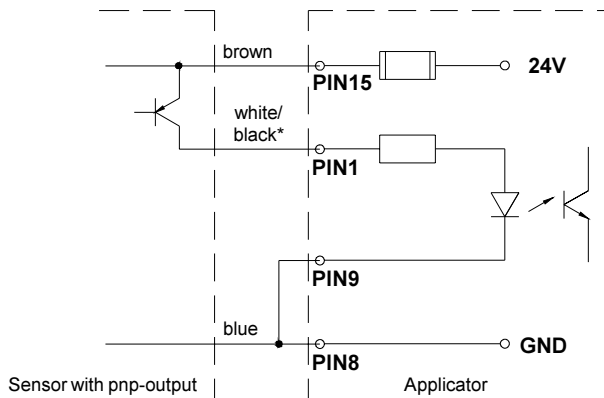 brown
PIN15
24V
white/
black*
PIN1
PIN9
blue
PIN8
GND
Sensor with pnp-output
Applicator